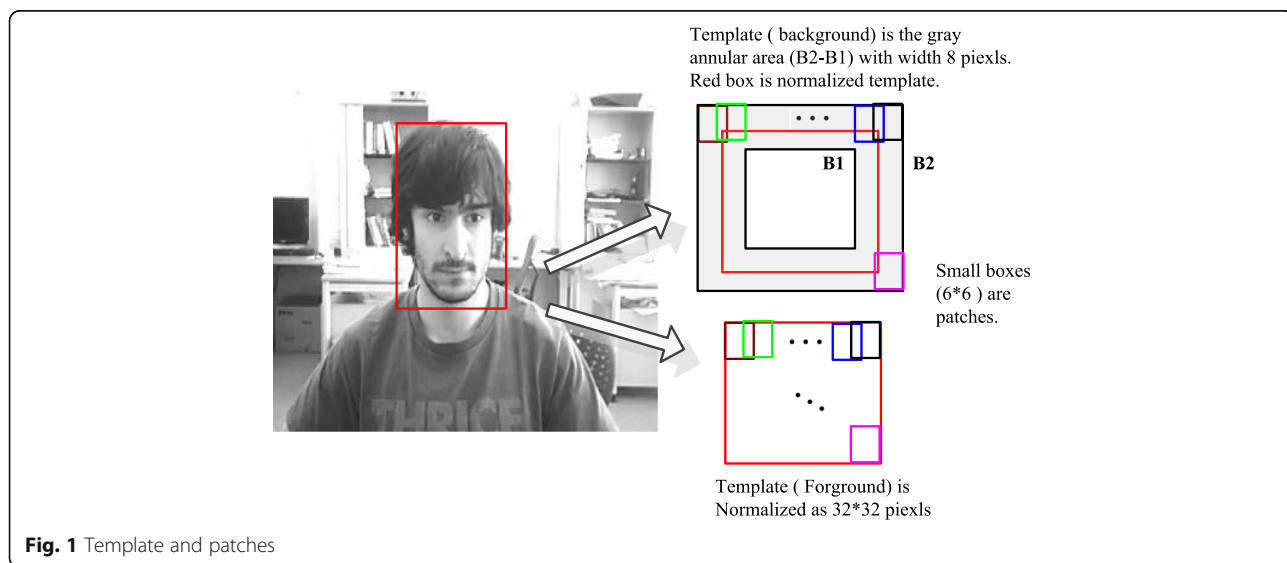 Template ( background) is the gray
annular area (B2-B1) with width 8 piexls.
Red box is normalized template.
B1
B2
Small boxes
(6*6 ) are
patches.
THRICE
Template ( Forground) is
Normalized as 32*32 piexls
Fig. 1 Template and patches